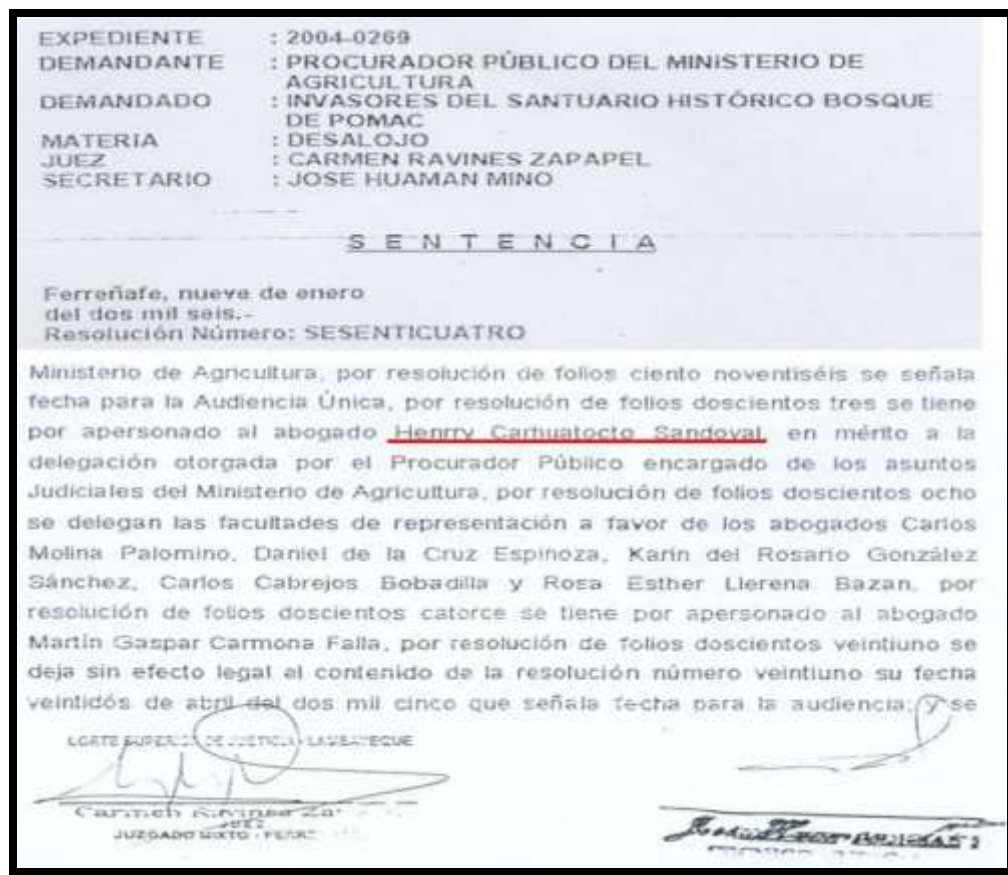 EXPEDIENTE : 2004-0269
DEMANDANTE : PROCURADOR PÚBLICO DEL MINISTERIO DE
AGRICULTURA
DEMANDADO : INVASORES DEL SANTUARIO HISTÓRICO BOSQUE
DE POMAC
MATERIA : DESALOJO
JUEZ : CARMEN RAVINES ZAPAPEL
SECRETARIO : JOSE HUAMAN MINO
SENTENCIA
Ferreñafe, nueve de enero
del dos mil seis.-
Resolución Número: SESENTICUATRO
Ministerio de Agricultura, por resolución de folios ciento noventiséis se señala
fecha para la Audiencia Única, por resolución de folios doscientos tres se tiene
por apersonado al abogado Henrry Carhuatocto Sandoval, en mérito a la
delegación otorgada por el Procurador Público encargado de los asuntos
Judiciales del Ministerio de Agricultura, por resolución de folios doscientos ocho
se delegan las facultades de representación a favor de los abogados Carlos
Molina Palomino, Daniel de la Cruz Espinoza, Karin del Rosario González
Sánchez, Carlos Cabrejos Bobadilla y Rosa Esther Llerena Bazan, por
resolución de folios doscientos catorce se tiene por apersonado al abogado
Martín Gaspar Carmona Falla, por resolución de folios doscientos veintiuno se
deja sin efecto legal el contenido de la resolución número veintiuno su fecha
veintidós de abril del dos mil cinco que señala fecha para la audiencia; y se
CORTE SUPERIOR DE JUSTICIA LAMBAYEQUE
Carmen Ravines
JUEZ
JUZGADO MIXTO - FERRE